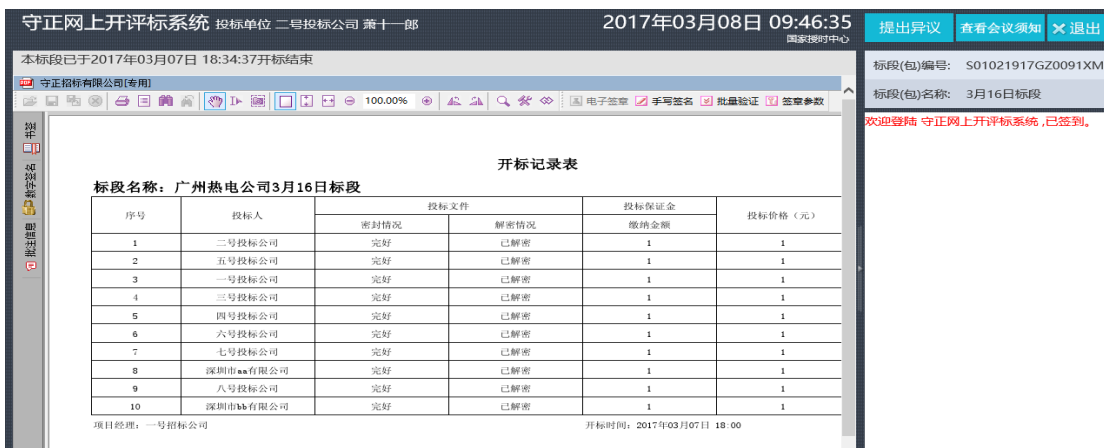 守正网上开评标系统 投标单位 二号投标公司 萧十一郎
2017年03月08日 09:46:35
国家授时中心
提出异议 查看会议须知 × 退出
本标段已于2017年03月07日 18:34:37开标结束
标段(包)编号: S01021917GZ0091XM
标段(包)名称: 3月16日标段
欢迎登陆 守正网上开评标系统 ,已签到。
PDF 守正招标有限公司[专用]
100.00% 电子签章 手写签名 批量验证 签章参数
书签
数字签名
批注信息
开标记录表
标段名称：广州热电公司3月16日标段
序号 投标人 投标文件 投标保证金 投标价格（元）
密封情况 解密情况 缴纳金额
1 二号投标公司 完好 已解密 1 1
2 五号投标公司 完好 已解密 1 1
3 一号投标公司 完好 已解密 1 1
4 三号投标公司 完好 已解密 1 1
5 四号投标公司 完好 已解密 1 1
6 六号投标公司 完好 已解密 1 1
7 七号投标公司 完好 已解密 1 1
8 深圳市aa有限公司 完好 已解密 1 1
9 八号投标公司 完好 已解密 1 1
10 深圳市bb有限公司 完好 已解密 1 1
项目经理：一号招标公司 开标时间：2017年03月07日 18:00